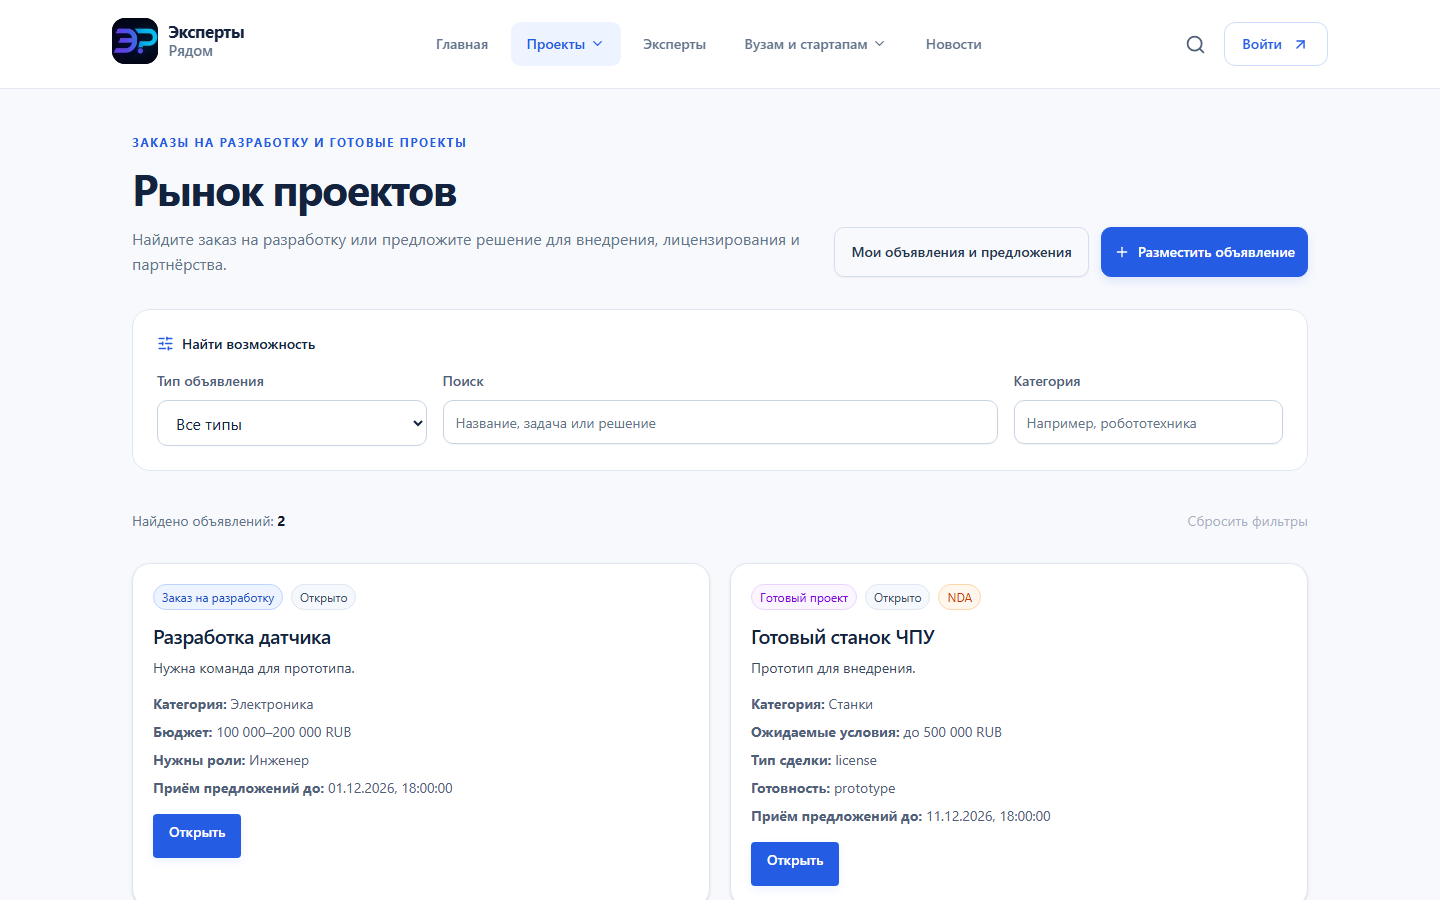 ЭР
Эксперты
Рядом
Главная
Проекты
Эксперты
Вузам и стартапам
Новости
Войти
ЗАКАЗЫ НА РАЗРАБОТКУ И ГОТОВЫЕ ПРОЕКТЫ
Рынок проектов
Найдите заказ на разработку или предложите решение для внедрения, лицензирования и
партнёрства.
Мои объявления и предложения
Разместить объявление
Найти возможность
Тип объявления
Поиск
Категория
Все типы
Название, задача или решение
Например, робототехника
Найдено объявлений: 2
Сбросить фильтры
Заказ на разработку
Открыто
Разработка датчика
Нужна команда для прототипа.
Категория: Электроника
Бюджет: 100 000–200 000 RUB
Нужны роли: Инженер
Приём предложений до: 01.12.2026, 18:00:00
Открыть
Готовый проект
Открыто
NDA
Готовый станок ЧПУ
Прототип для внедрения.
Категория: Станки
Ожидаемые условия: до 500 000 RUB
Тип сделки: license
Готовность: prototype
Приём предложений до: 11.12.2026, 18:00:00
Открыть